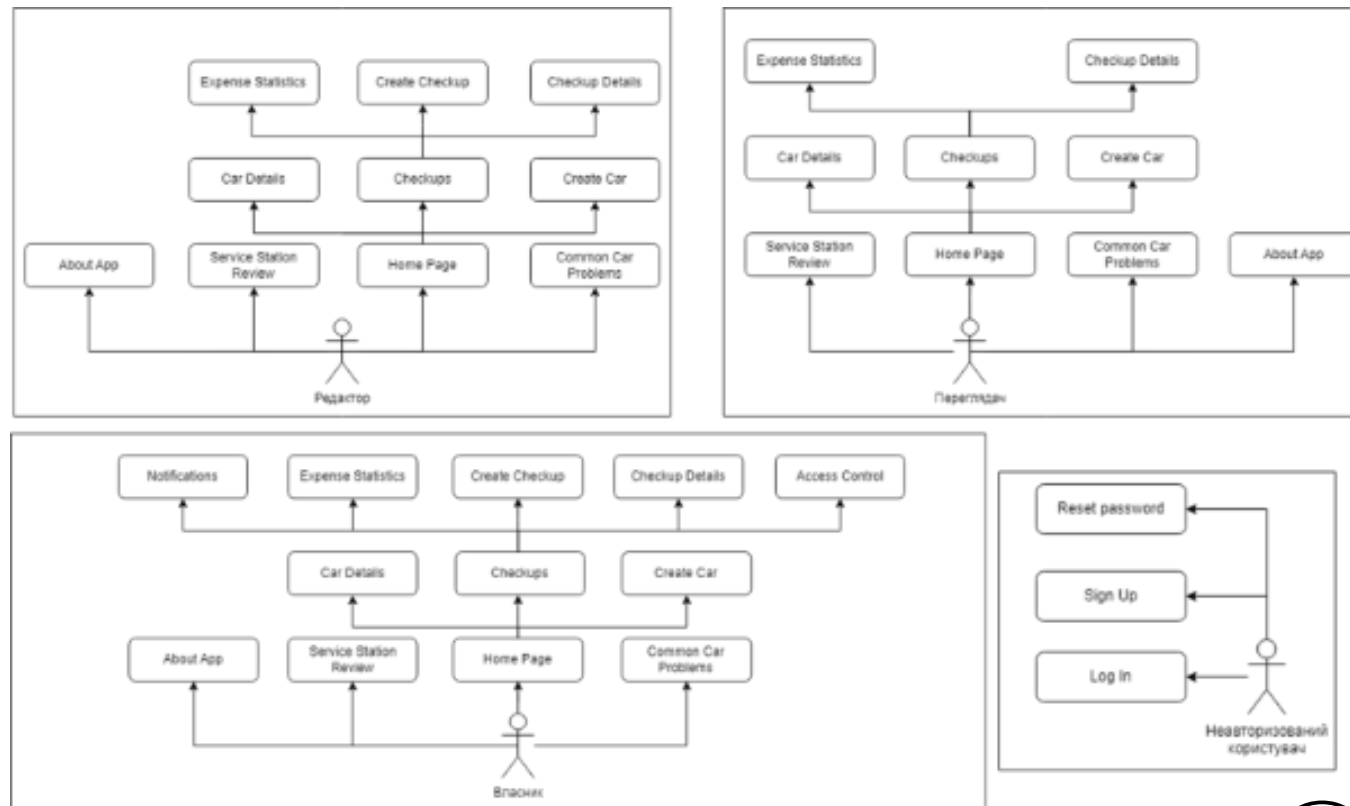 Expense Statistics
Create Checkup
Checkup Details
Car Details
Checkups
Create Car
About App
Service Station
Review
Home Page
Common Car
Problems
Редактор
Expense Statistics
Checkup Details
Car Details
Checkups
Create Car
Service Station
Review
Home Page
Common Car
Problems
About App
Переглядач
Notifications
Expense Statistics
Create Checkup
Checkup Details
Access Control
Car Details
Checkups
Create Car
About App
Service Station
Review
Home Page
Common Car
Problems
Власник
Reset password
Sign Up
Log In
Неавторизований
користувач